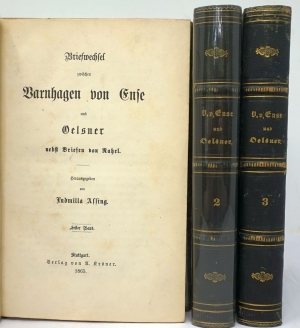 Briefwechsel
zwischen
Varnhagen von Ense
und
Oelsner
nebst Briefen von Rahel.
Herausgegeben
von
Ludmilla Assing.
Erster Band.
Stuttgart.
Verlag von A. Kröner.
1865.
V. v. Ense
und
Oelsner.
2
V. v. Ense
und
Oelsner.
3